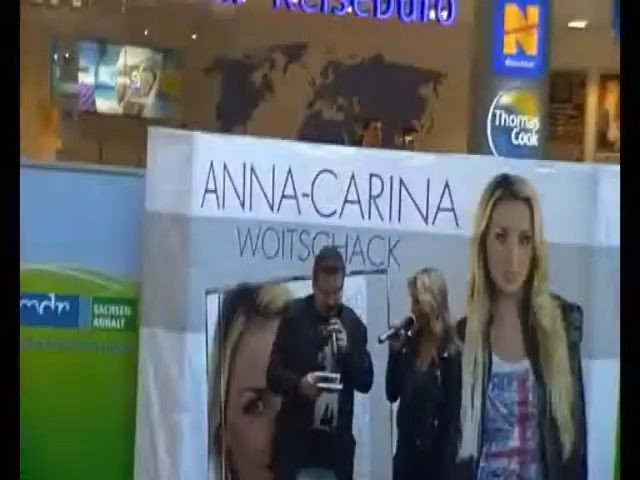 Reisebüro
N
Thomas
Cook
ANNA-CARINA
WOITSCHACK
mdr
SACHSEN-
ANHALT